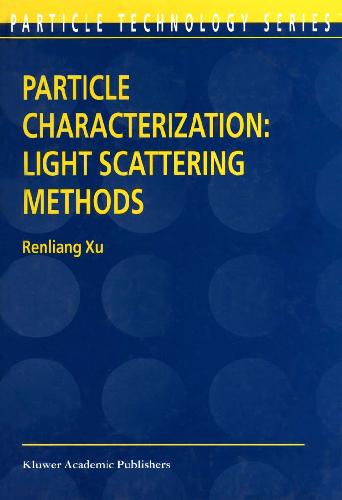 PARTICLE TECHNOLOGY SERIES
PARTICLE
CHARACTERIZATION:
LIGHT SCATTERING
METHODS
Renliang Xu
Kluwer Academic Publishers